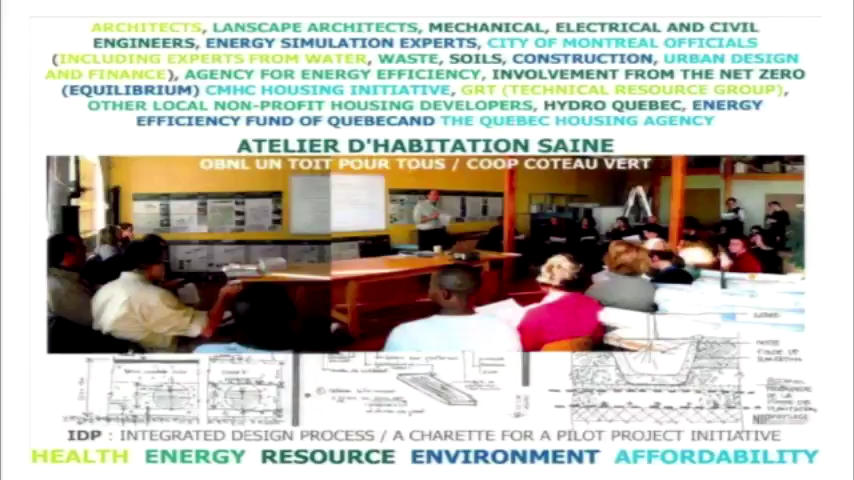 ARCHITECTS, LANSCAPE ARCHITECTS, MECHANICAL, ELECTRICAL AND CIVIL
ENGINEERS, ENERGY SIMULATION EXPERTS, CITY OF MONTREAL OFFICIALS
(INCLUDING EXPERTS FROM WATER, WASTE, SOILS, CONSTRUCTION, URBAN DESIGN
AND FINANCE), AGENCY FOR ENERGY EFFICIENCY, INVOLVEMENT FROM THE NET ZERO
(EQUILIBRIUM) CMHC HOUSING INITIATIVE, GRT (TECHNICAL RESOURCE GROUP),
OTHER LOCAL NON-PROFIT HOUSING DEVELOPERS, HYDRO QUEBEC, ENERGY
EFFICIENCY FUND OF QUEBECAND THE QUEBEC HOUSING AGENCY
ATELIER D'HABITATION SAINE
OBNL UN TOIT POUR TOUS / COOP COTEAU VERT
IDP : INTEGRATED DESIGN PROCESS / A CHARETTE FOR A PILOT PROJECT INITIATIVE
HEALTH ENERGY RESOURCE ENVIRONMENT AFFORDABILITY